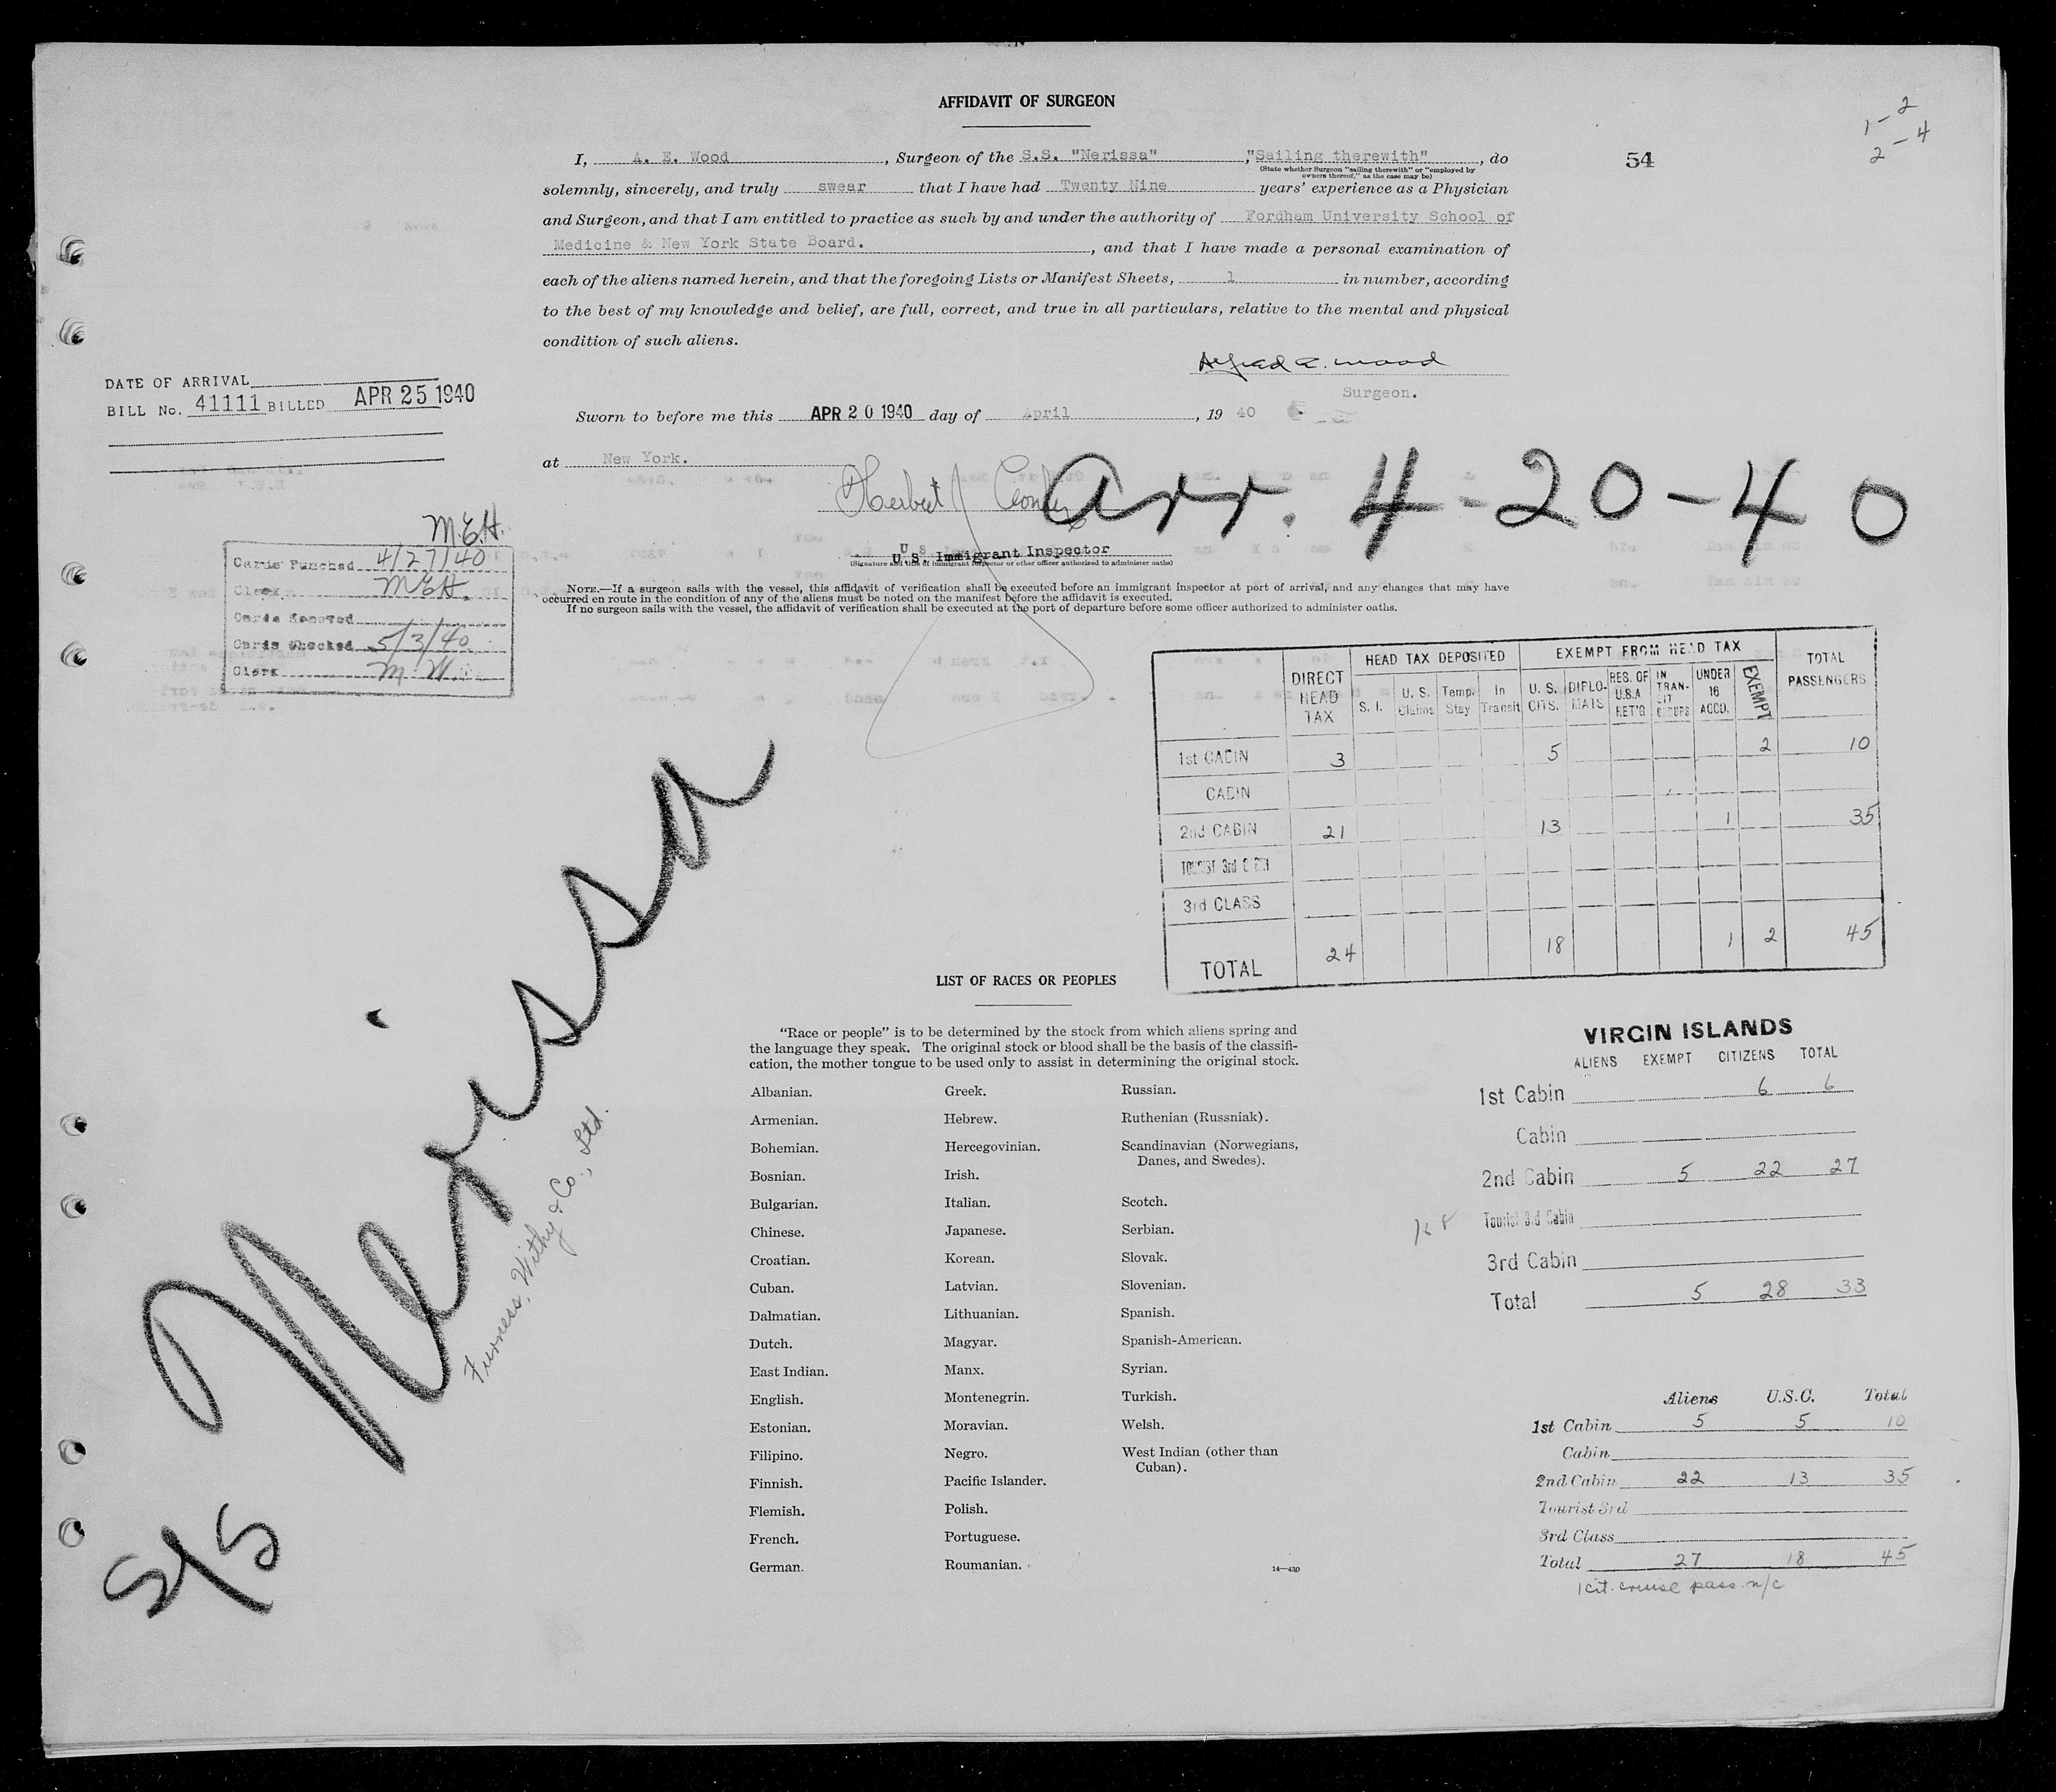 AFFIDAVIT OF SURGEON
1 - 2
2 - 4
54
I, A. E. Wood, Surgeon of the S.S. "Nerissa", "Sailing therewith", do
(State whether Surgeon "sailing therewith" or "employed by
owners thereof," as the case may be)
solemnly, sincerely, and truly swear that I have had Twenty Nine years' experience as a Physician
and Surgeon, and that I am entitled to practice as such by and under the authority of Fordham University School of
Medicine & New York State Board., and that I have made a personal examination of
each of the aliens named herein, and that the foregoing Lists or Manifest Sheets, 1 in number, according
to the best of my knowledge and belief, are full, correct, and true in all particulars, relative to the mental and physical
condition of such aliens.
Alfred E. Wood
Surgeon.
DATE OF ARRIVAL
BILL No. 41111 BILLED APR 25 1940
Sworn to before me this APR 20 1940 day of April, 19 40
at New York.
Herbert J
Arr. 4-20-40
U. S. Immigrant Inspector
(Signature and title of immigrant inspector or other officer authorized to administer oaths)
M.E.H.
Cards Punched 4/27/40
Clerk M.E.H.
Cards Removed
Cards Checked 5/3/40
Clerk M. W.
NOTE.—If a surgeon sails with the vessel, this affidavit of verification shall be executed before an immigrant inspector at port of arrival, and any changes that may have
occurred en route in the condition of any of the aliens must be noted on the manifest before the affidavit is executed.
If no surgeon sails with the vessel, the affidavit of verification shall be executed at the port of departure before some officer authorized to administer oaths.
DIRECT HEAD TAX HEAD TAX DEPOSITED EXEMPT FROM HEAD TAX TOTAL PASSENGERS
S. I. U. S. Claims Temp. Stay In Transit U. S. CITS. DIPLOMATS RES. OF U.S.A RET'G IN TRANSIT GROUPS UNDER 16 ACCO. EXEMPT
1st CABIN 3 5 2 10
CABIN
2nd CABIN 21 13 1 35
TOURIST 3rd CABIN
3rd CLASS
TOTAL 24 18 1 2 45
S/S Nerissa
Furness, Withy & Co., Ltd.
LIST OF RACES OR PEOPLES
"Race or people" is to be determined by the stock from which aliens spring and
the language they speak. The original stock or blood shall be the basis of the classifi-
cation, the mother tongue to be used only to assist in determining the original stock.
Albanian.
Armenian.
Bohemian.
Bosnian.
Bulgarian.
Chinese.
Croatian.
Cuban.
Dalmatian.
Dutch.
East Indian.
English.
Estonian.
Filipino.
Finnish.
Flemish.
French.
German.
Greek.
Hebrew.
Hercegovinian.
Irish.
Italian.
Japanese.
Korean.
Latvian.
Lithuanian.
Magyar.
Manx.
Montenegrin.
Moravian.
Negro.
Pacific Islander.
Polish.
Portuguese.
Roumanian.
Russian.
Ruthenian (Russniak).
Scandinavian (Norwegians,
Danes, and Swedes).
Scotch.
Serbian.
Slovak.
Slovenian.
Spanish.
Spanish-American.
Syrian.
Turkish.
Welsh.
West Indian (other than
Cuban).
VIRGIN ISLANDS
ALIENS EXEMPT CITIZENS TOTAL
1st Cabin 6 6
Cabin
2nd Cabin 5 22 27
Tourist 3rd Cabin
3rd Cabin
Total 5 28 33
Aliens U.S.C. Total
1st Cabin 5 5 10
Cabin
2nd Cabin 22 13 35
Tourist 3rd
3rd Class
Total 27 18 45
1 cit. cruise pass. n/c